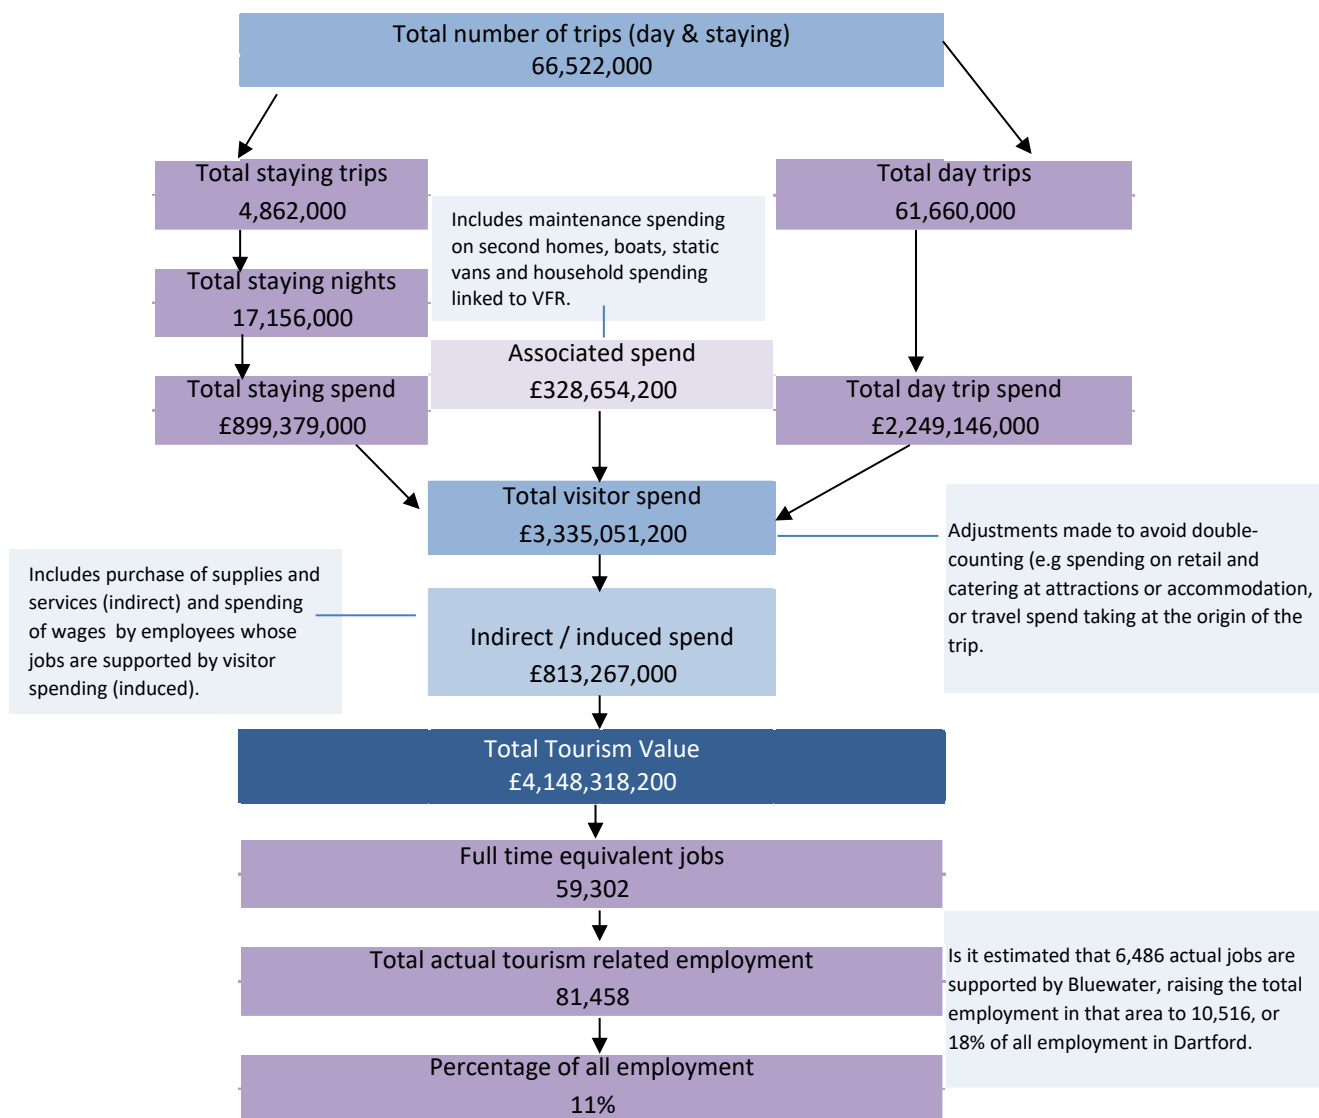 Total number of trips (day & staying)
66,522,000
Total staying trips
4,862,000
Total day trips
61,660,000
Includes maintenance spending
on second homes, boats, static
vans and household spending
linked to VFR.
Total staying nights
17,156,000
Associated spend
£328,654,200
Total staying spend
£899,379,000
Total day trip spend
£2,249,146,000
Total visitor spend
£3,335,051,200
Adjustments made to avoid double-
counting (e.g spending on retail and
catering at attractions or accommodation,
or travel spend taking at the origin of the
trip.
Includes purchase of supplies and
services (indirect) and spending
of wages by employees whose
jobs are supported by visitor
spending (induced).
Indirect / induced spend
£813,267,000
Total Tourism Value
£4,148,318,200
Full time equivalent jobs
59,302
Total actual tourism related employment
81,458
Is it estimated that 6,486 actual jobs are
supported by Bluewater, raising the total
employment in that area to 10,516, or
18% of all employment in Dartford.
Percentage of all employment
11%